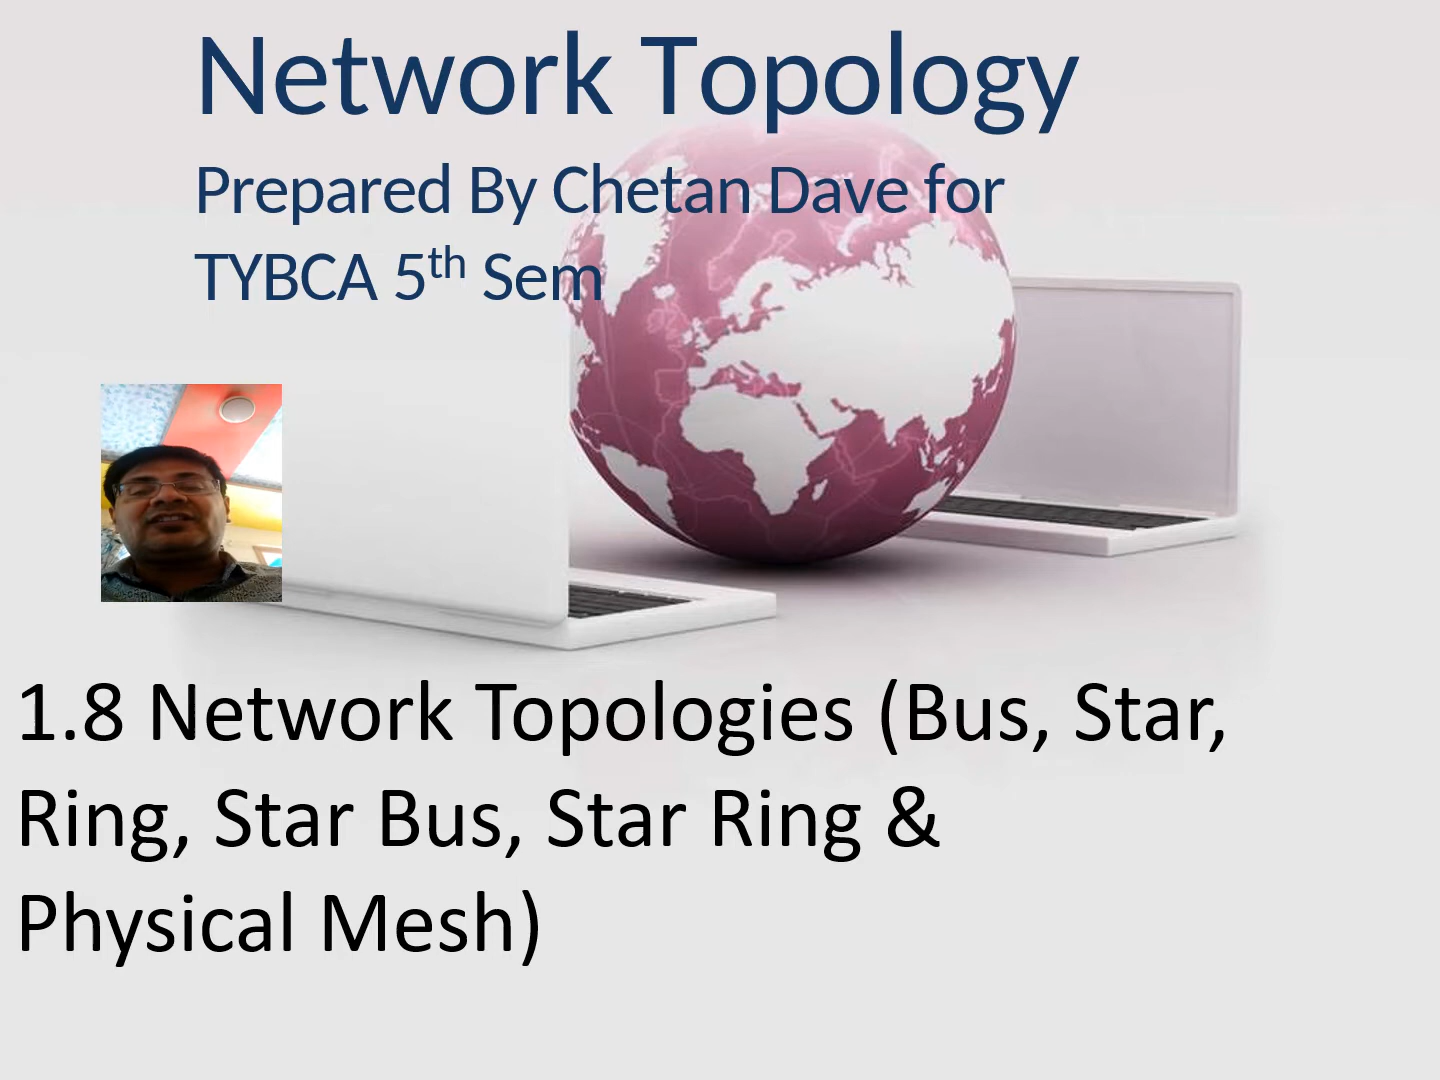 Network Topology
Prepared By Chetan Dave for
TYBCA 5th Sem
1.8 Network Topologies (Bus, Star,
Ring, Star Bus, Star Ring &
Physical Mesh)